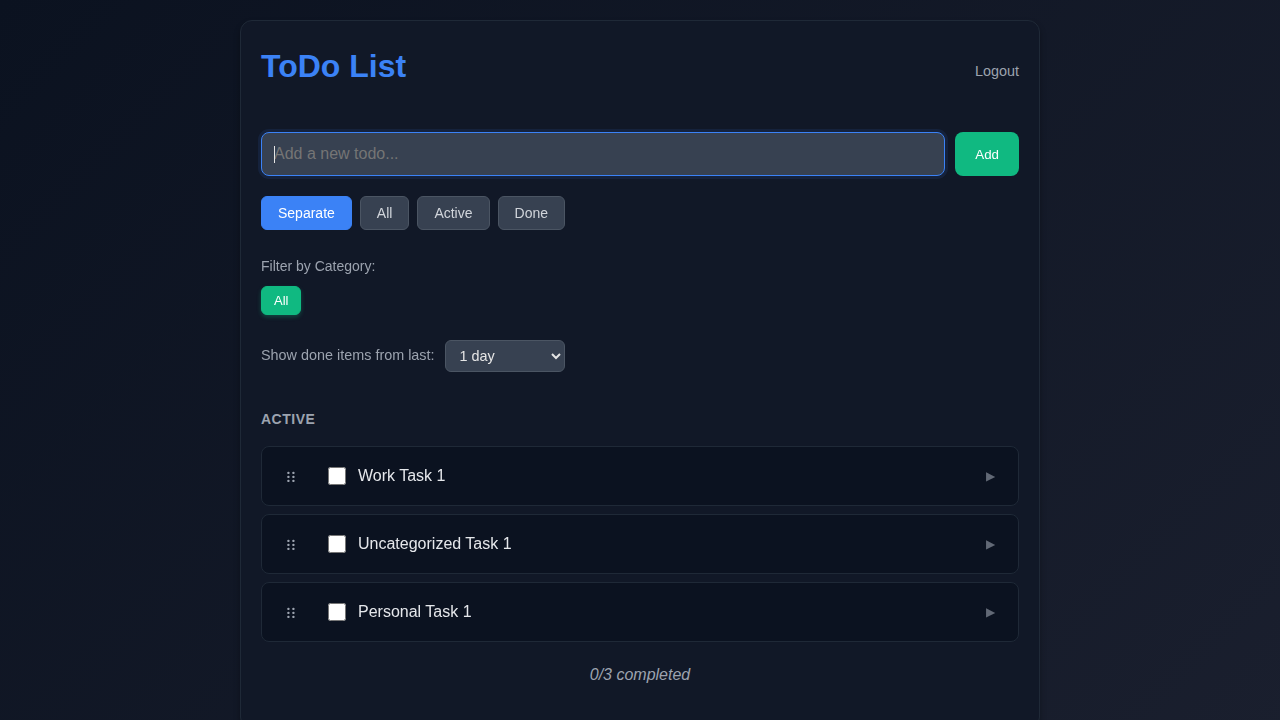 ToDo List
Logout
Add a new todo...
Add
Separate
All
Active
Done
Filter by Category:
All
Show done items from last:
1 day
ACTIVE
Work Task 1
Uncategorized Task 1
Personal Task 1
0/3 completed